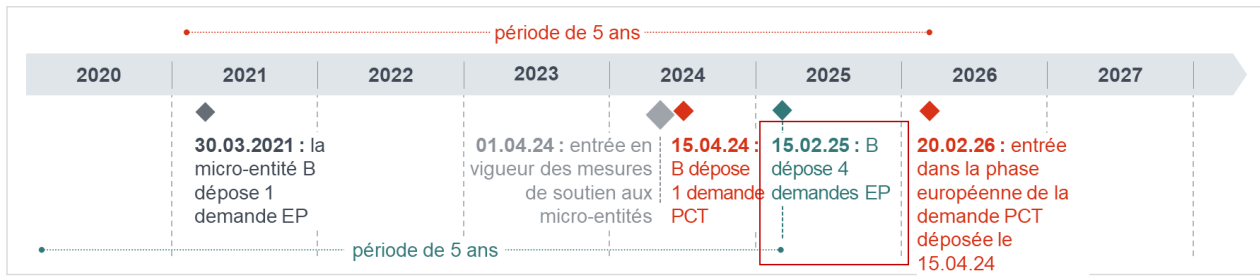 période de 5 ans
2020 2021 2022 2023 2024 2025 2026 2027
30.03.2021 : la
micro-entité B
dépose 1
demande EP
01.04.24 : entrée en
vigueur des mesures
de soutien aux
micro-entités
15.04.24 :
B dépose
1 demande
PCT
15.02.25 : B
dépose 4
demandes EP
20.02.26 : entrée
dans la phase
européenne de la
demande PCT
déposée le
15.04.24
période de 5 ans